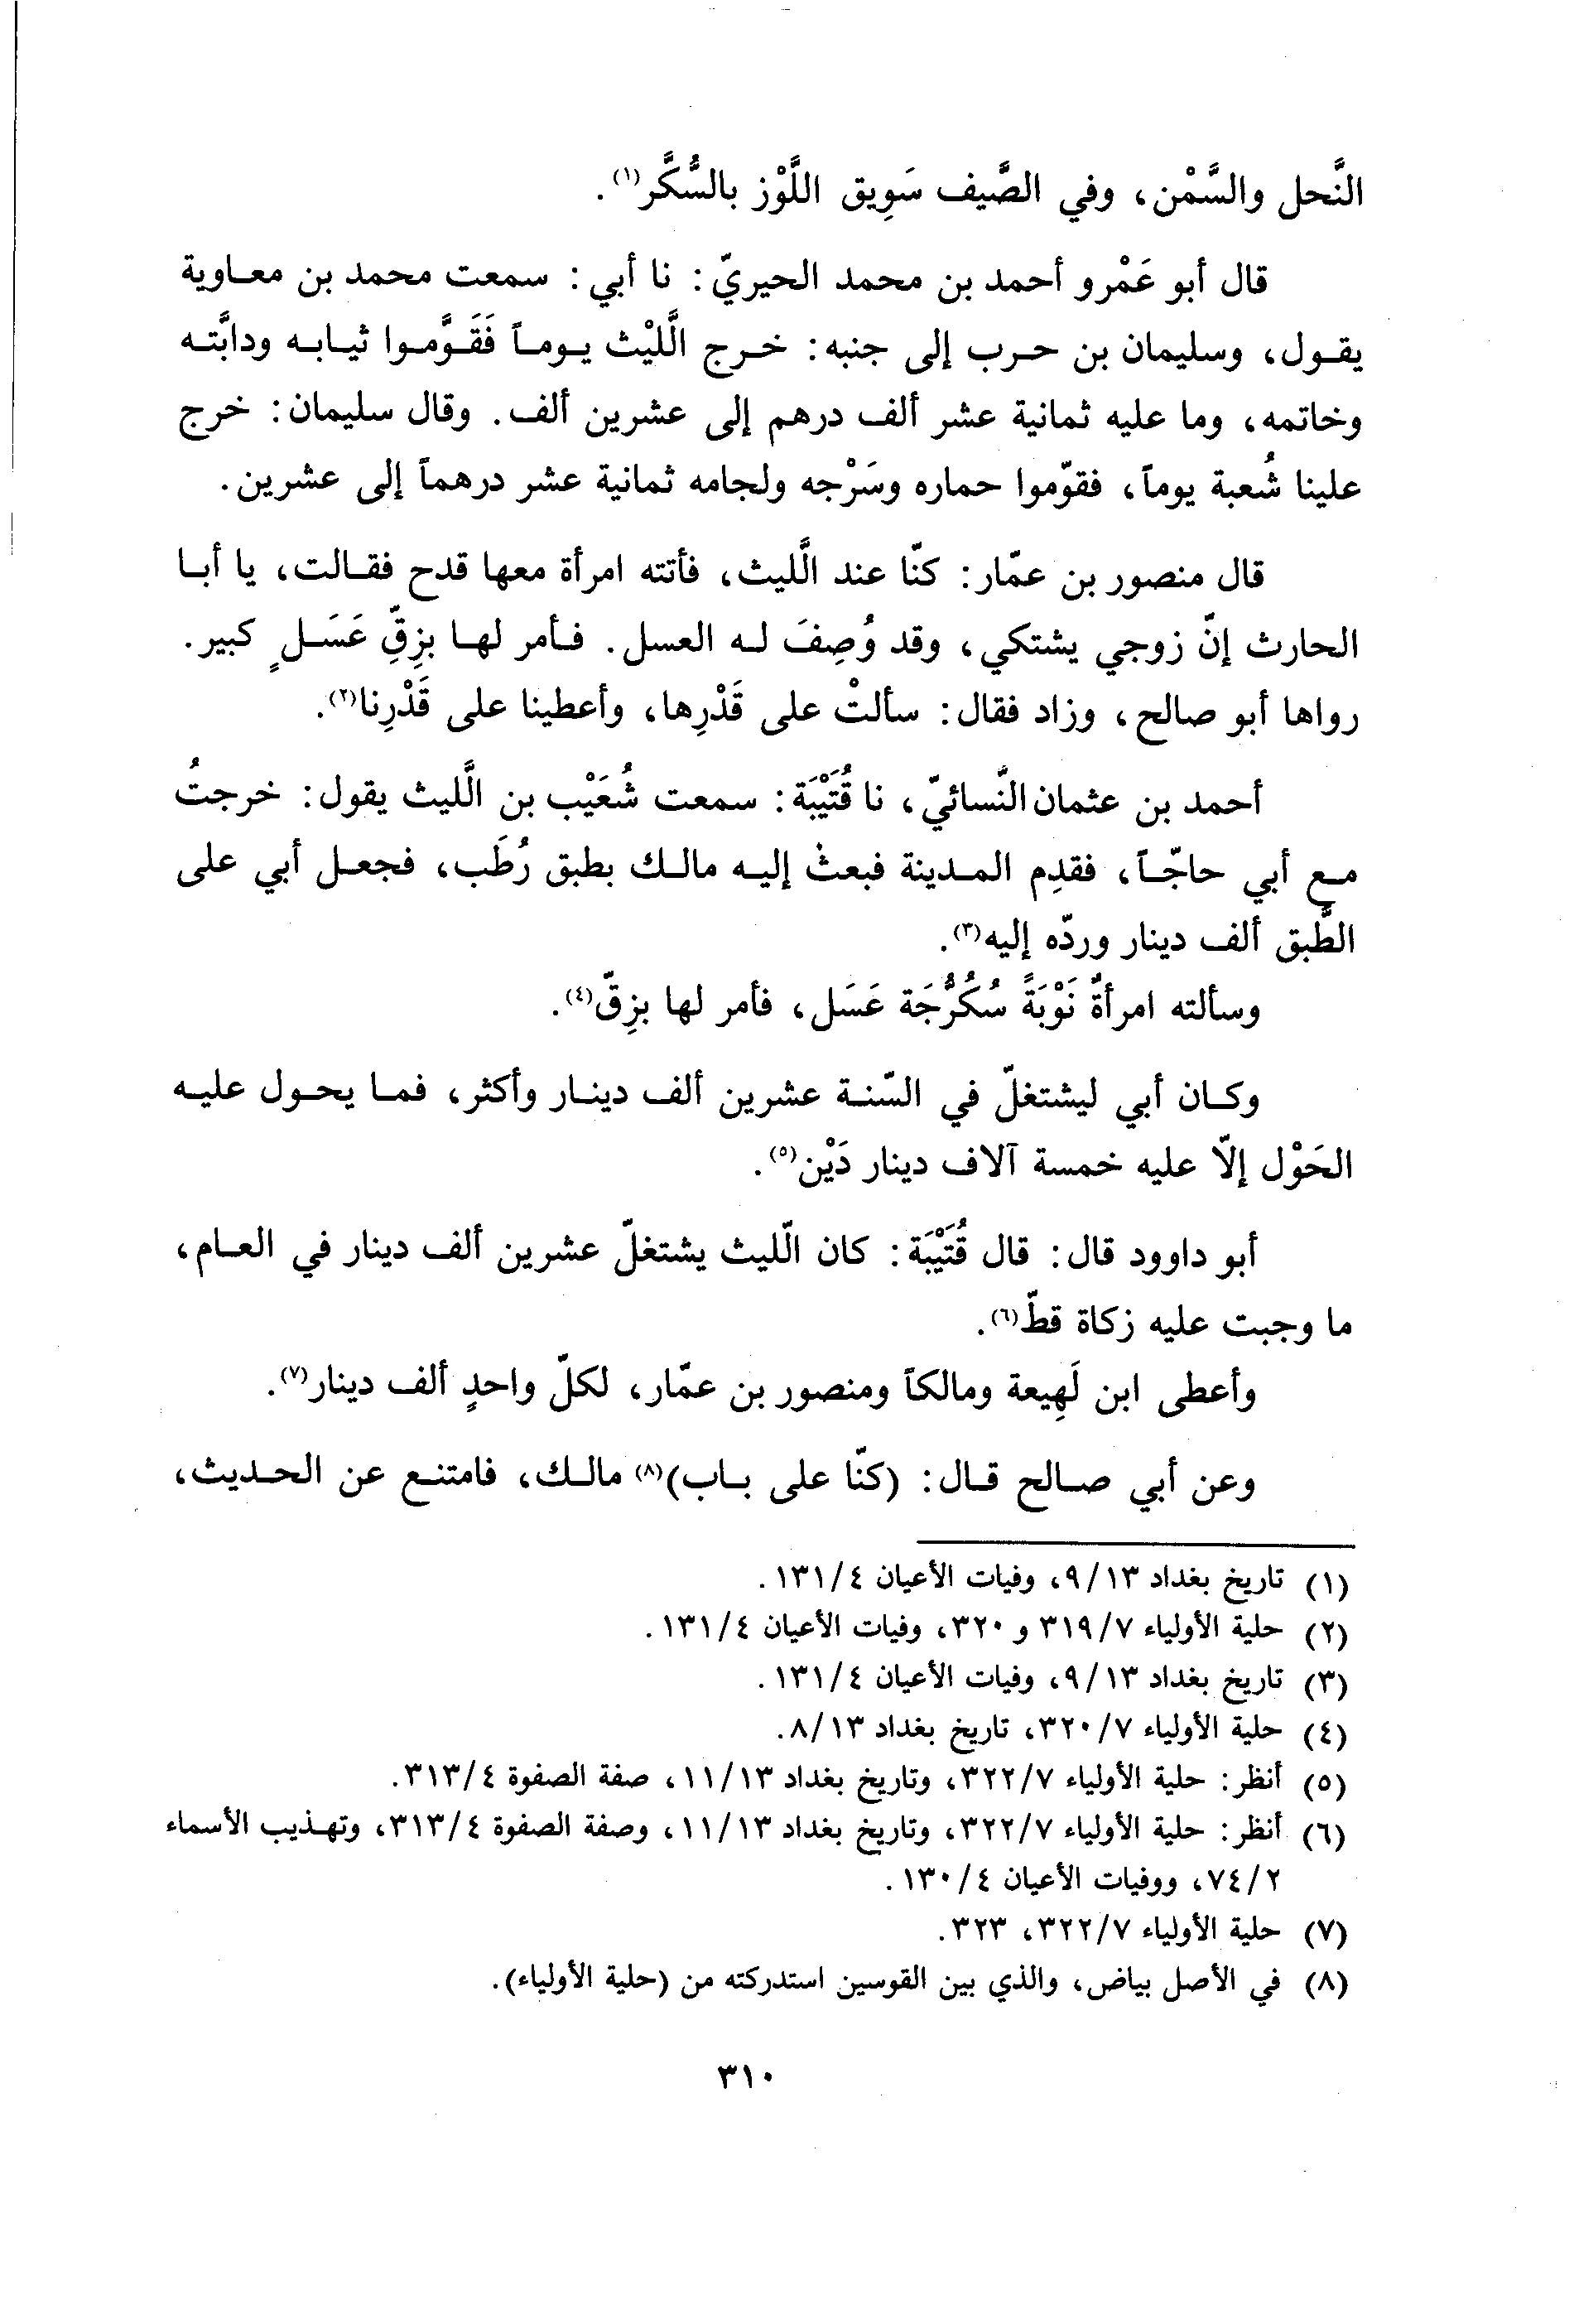 النَّحل والسَّمْن، وفي الصَّيف سَوِيق اللَّوْز بالسُّكَّر(١).
قال أبو عَمْرو أحمد بن محمد الحيريّ: نا أبي: سمعت محمد بن معاوية
يقول، وسليمان بن حرب إلى جنبه: خرج اللَّيْث يوماً فَقَوَّموا ثيابه ودابَّته
وخاتمه، وما عليه ثمانية عشر ألف درهم إلى عشرين ألف. وقال سليمان: خرج
علينا شُعبة يوماً، فقوّموا حماره وسَرْجه ولجامه ثمانية عشر درهماً إلى عشرين.
قال منصور بن عمّار: كنّا عند اللَّيث، فأتته امرأة معها قدح فقالت، يا أبا
الحارث إنّ زوجي يشتكي، وقد وُصِفَ له العسل. فأمر لها بزِقِّ عَسَلٍ كبير.
رواها أبو صالح، وزاد فقال: سألتْ على قَدْرِها، وأعطينا على قَدْرِنا(٢).
أحمد بن عثمان النَّسائيّ، نا قُتَيْبَة: سمعت شُعَيْب بن اللَّيث يقول: خرجتُ
مع أبي حاجّاً، فقدِم المدينة فبعثْ إليه مالك بطبق رُطَب، فجعل أبي على
الطَّبق ألف دينار وردّه إليه(٣).
وسألته امرأةٌ نَوْبَةً سُكُرُّجَة عَسَل، فأمر لها بزِقّ(٤).
وكان أبي ليشتغلّ في السّنة عشرين ألف دينار وأكثر، فما يحول عليه
الحَوْل إلاّ عليه خمسة آلاف دينار دَيْن(٥).
أبو داوود قال: قال قُتَيْبَة: كان الّليث يشتغلّ عشرين ألف دينار في العام،
ما وجبت عليه زكاة قطّ(٦).
وأعطى ابن لَهِيعة ومالكاً ومنصور بن عمّار، لكلّ واحدٍ ألف دينار(٧).
وعن أبي صالح قال: (كنّا على باب)(٨) مالك، فامتنع عن الحديث،
(١) تاريخ بغداد ٩/١٣، وفيات الأعيان ١٣١/٤.
(٢) حلية الأولياء ٣١٩/٧ و ٣٢٠، وفيات الأعيان ١٣١/٤.
(٣) تاريخ بغداد ٩/١٣، وفيات الأعيان ١٣١/٤.
(٤) حلية الأولياء ٣٢٠/٧، تاريخ بغداد ٨/١٣.
(٥) أنظر: حلية الأولياء ٣٢٢/٧، وتاريخ بغداد ١١/١٣، صفة الصفوة ٣١٣/٤.
(٦) أنظر: حلية الأولياء ٣٢٢/٧، وتاريخ بغداد ١١/١٣، وصفة الصفوة ٣١٣/٤، وتهذيب الأسماء
٧٤/٢، ووفيات الأعيان ١٣٠/٤.
(٧) حلية الأولياء ٣٢٢/٧، ٣٢٣.
(٨) في الأصل بياض، والذي بين القوسين استدركته من (حلية الأولياء).
٣١٠